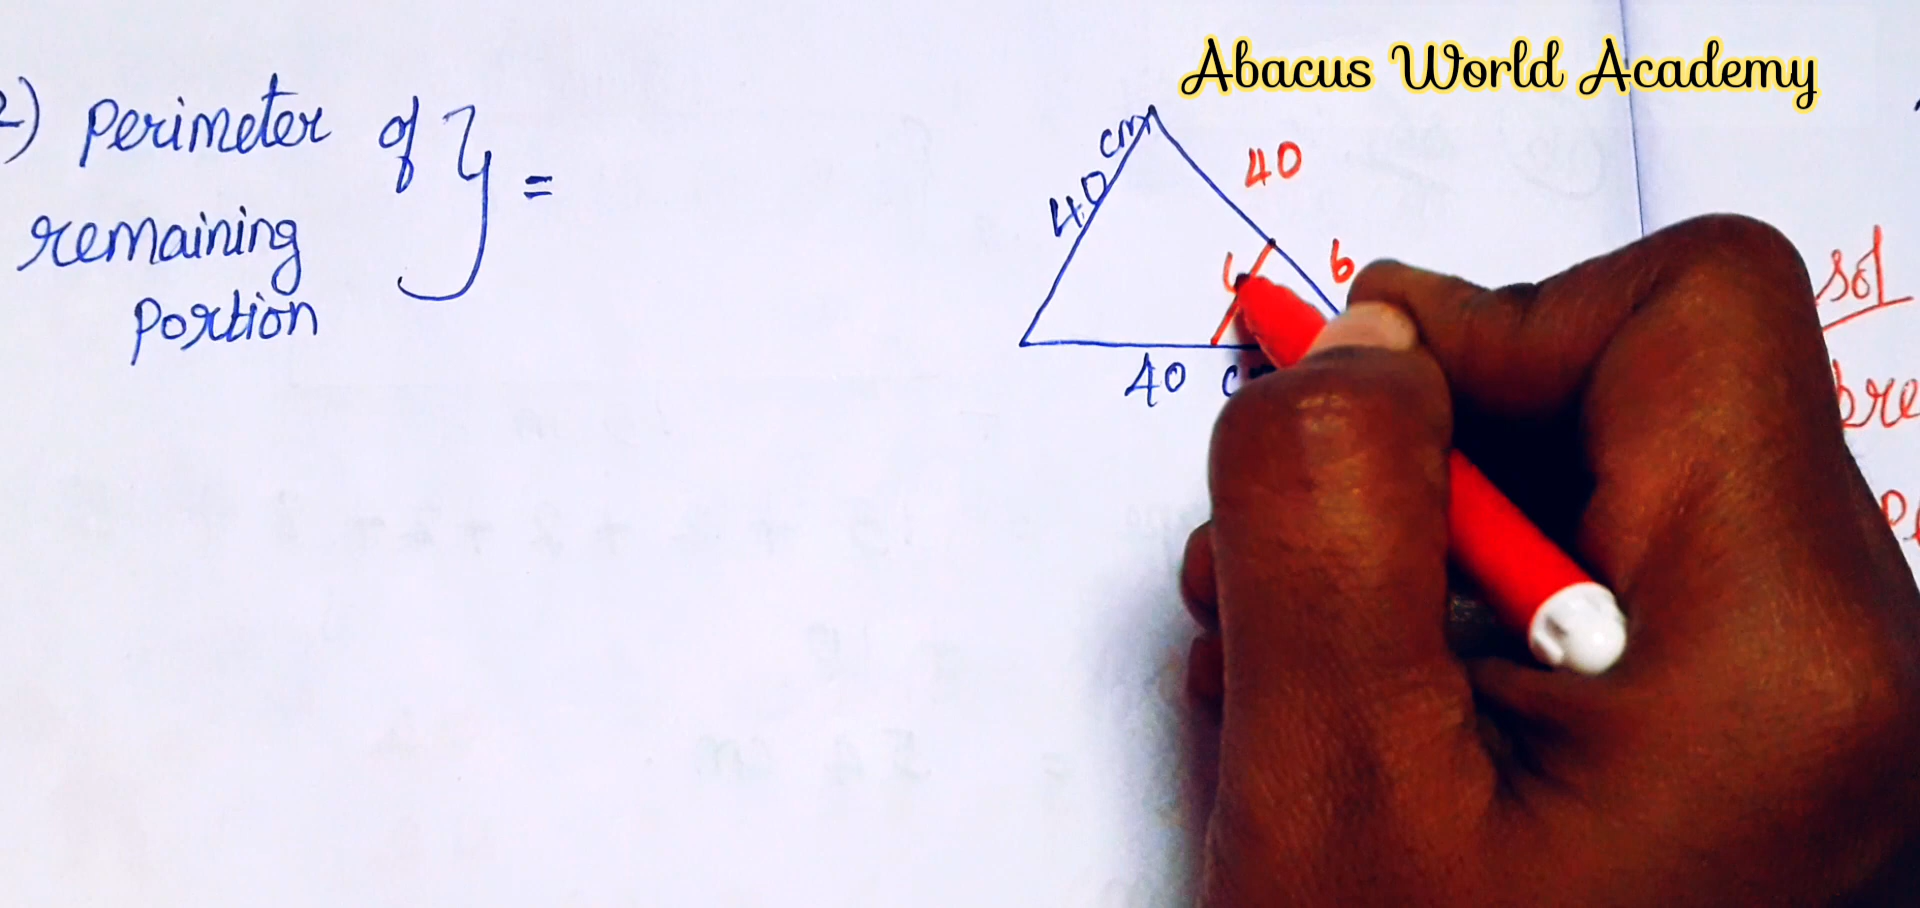 Abacus World Academy
2) Perimeter of } =
remaining
portion
40 cm
40
6
40
sol